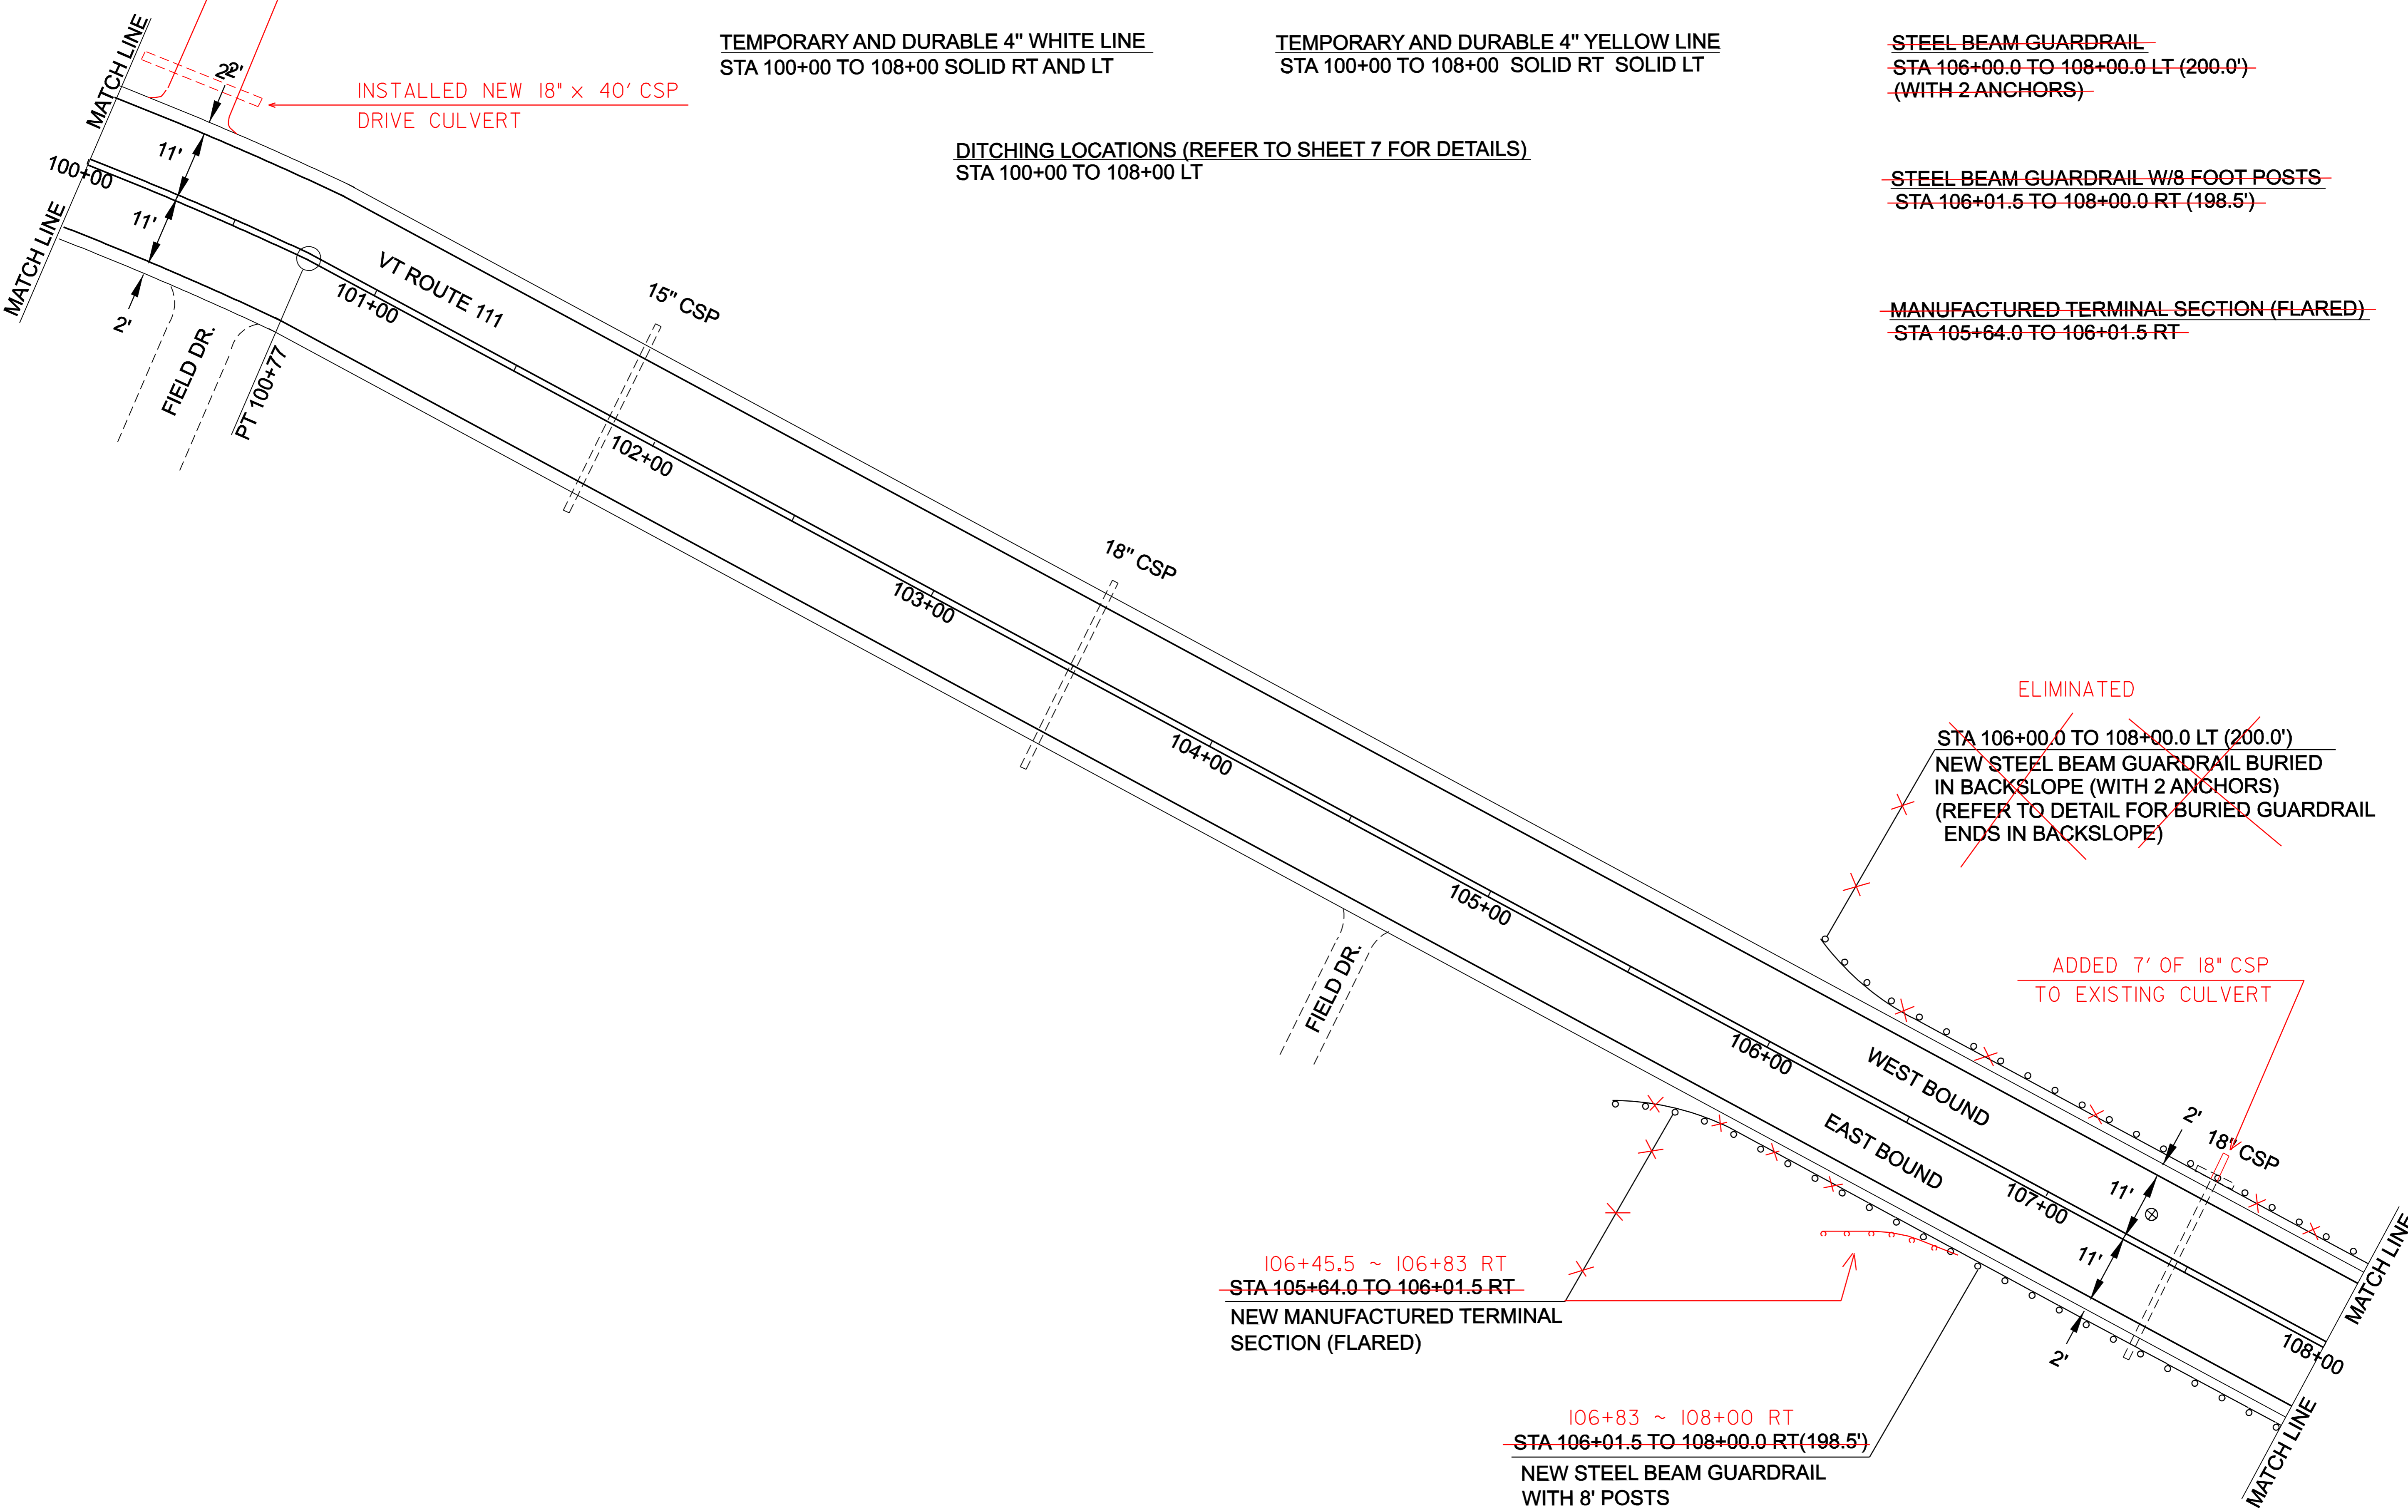 TEMPORARY AND DURABLE 4" WHITE LINE
STA 100+00 TO 108+00 SOLID RT AND LT
TEMPORARY AND DURABLE 4" YELLOW LINE
STA 100+00 TO 108+00 SOLID RT SOLID LT
STEEL BEAM GUARDRAIL
STA 106+00.0 TO 108+00.0 LT (200.0')
(WITH 2 ANCHORS)
DITCHING LOCATIONS (REFER TO SHEET 7 FOR DETAILS)
STA 100+00 TO 108+00 LT
STEEL BEAM GUARDRAIL W/8 FOOT POSTS
STA 106+01.5 TO 108+00.0 RT (198.5')
MANUFACTURED TERMINAL SECTION (FLARED)
STA 105+64.0 TO 106+01.5 RT
MATCH LINE
22'
INSTALLED NEW 18" x 40' CSP
DRIVE CULVERT
11'
100+00
11'
MATCH LINE
2'
FIELD DR.
PT 100+77
101+00
VT ROUTE 111
15" CSP
102+00
18" CSP
103+00
104+00
105+00
FIELD DR.
ELIMINATED
STA 106+00.0 TO 108+00.0 LT (200.0')
NEW STEEL BEAM GUARDRAIL BURIED
IN BACKSLOPE (WITH 2 ANCHORS)
(REFER TO DETAIL FOR BURIED GUARDRAIL
ENDS IN BACKSLOPE)
ADDED 7' OF 18" CSP
TO EXISTING CULVERT
106+00
WEST BOUND
EAST BOUND
2'
18" CSP
107+00
11'
11'
2'
MATCH LINE
108+00
MATCH LINE
106+45.5 ~ 106+83 RT
STA 105+64.0 TO 106+01.5 RT
NEW MANUFACTURED TERMINAL
SECTION (FLARED)
106+83 ~ 108+00 RT
STA 106+01.5 TO 108+00.0 RT(198.5')
NEW STEEL BEAM GUARDRAIL
WITH 8' POSTS